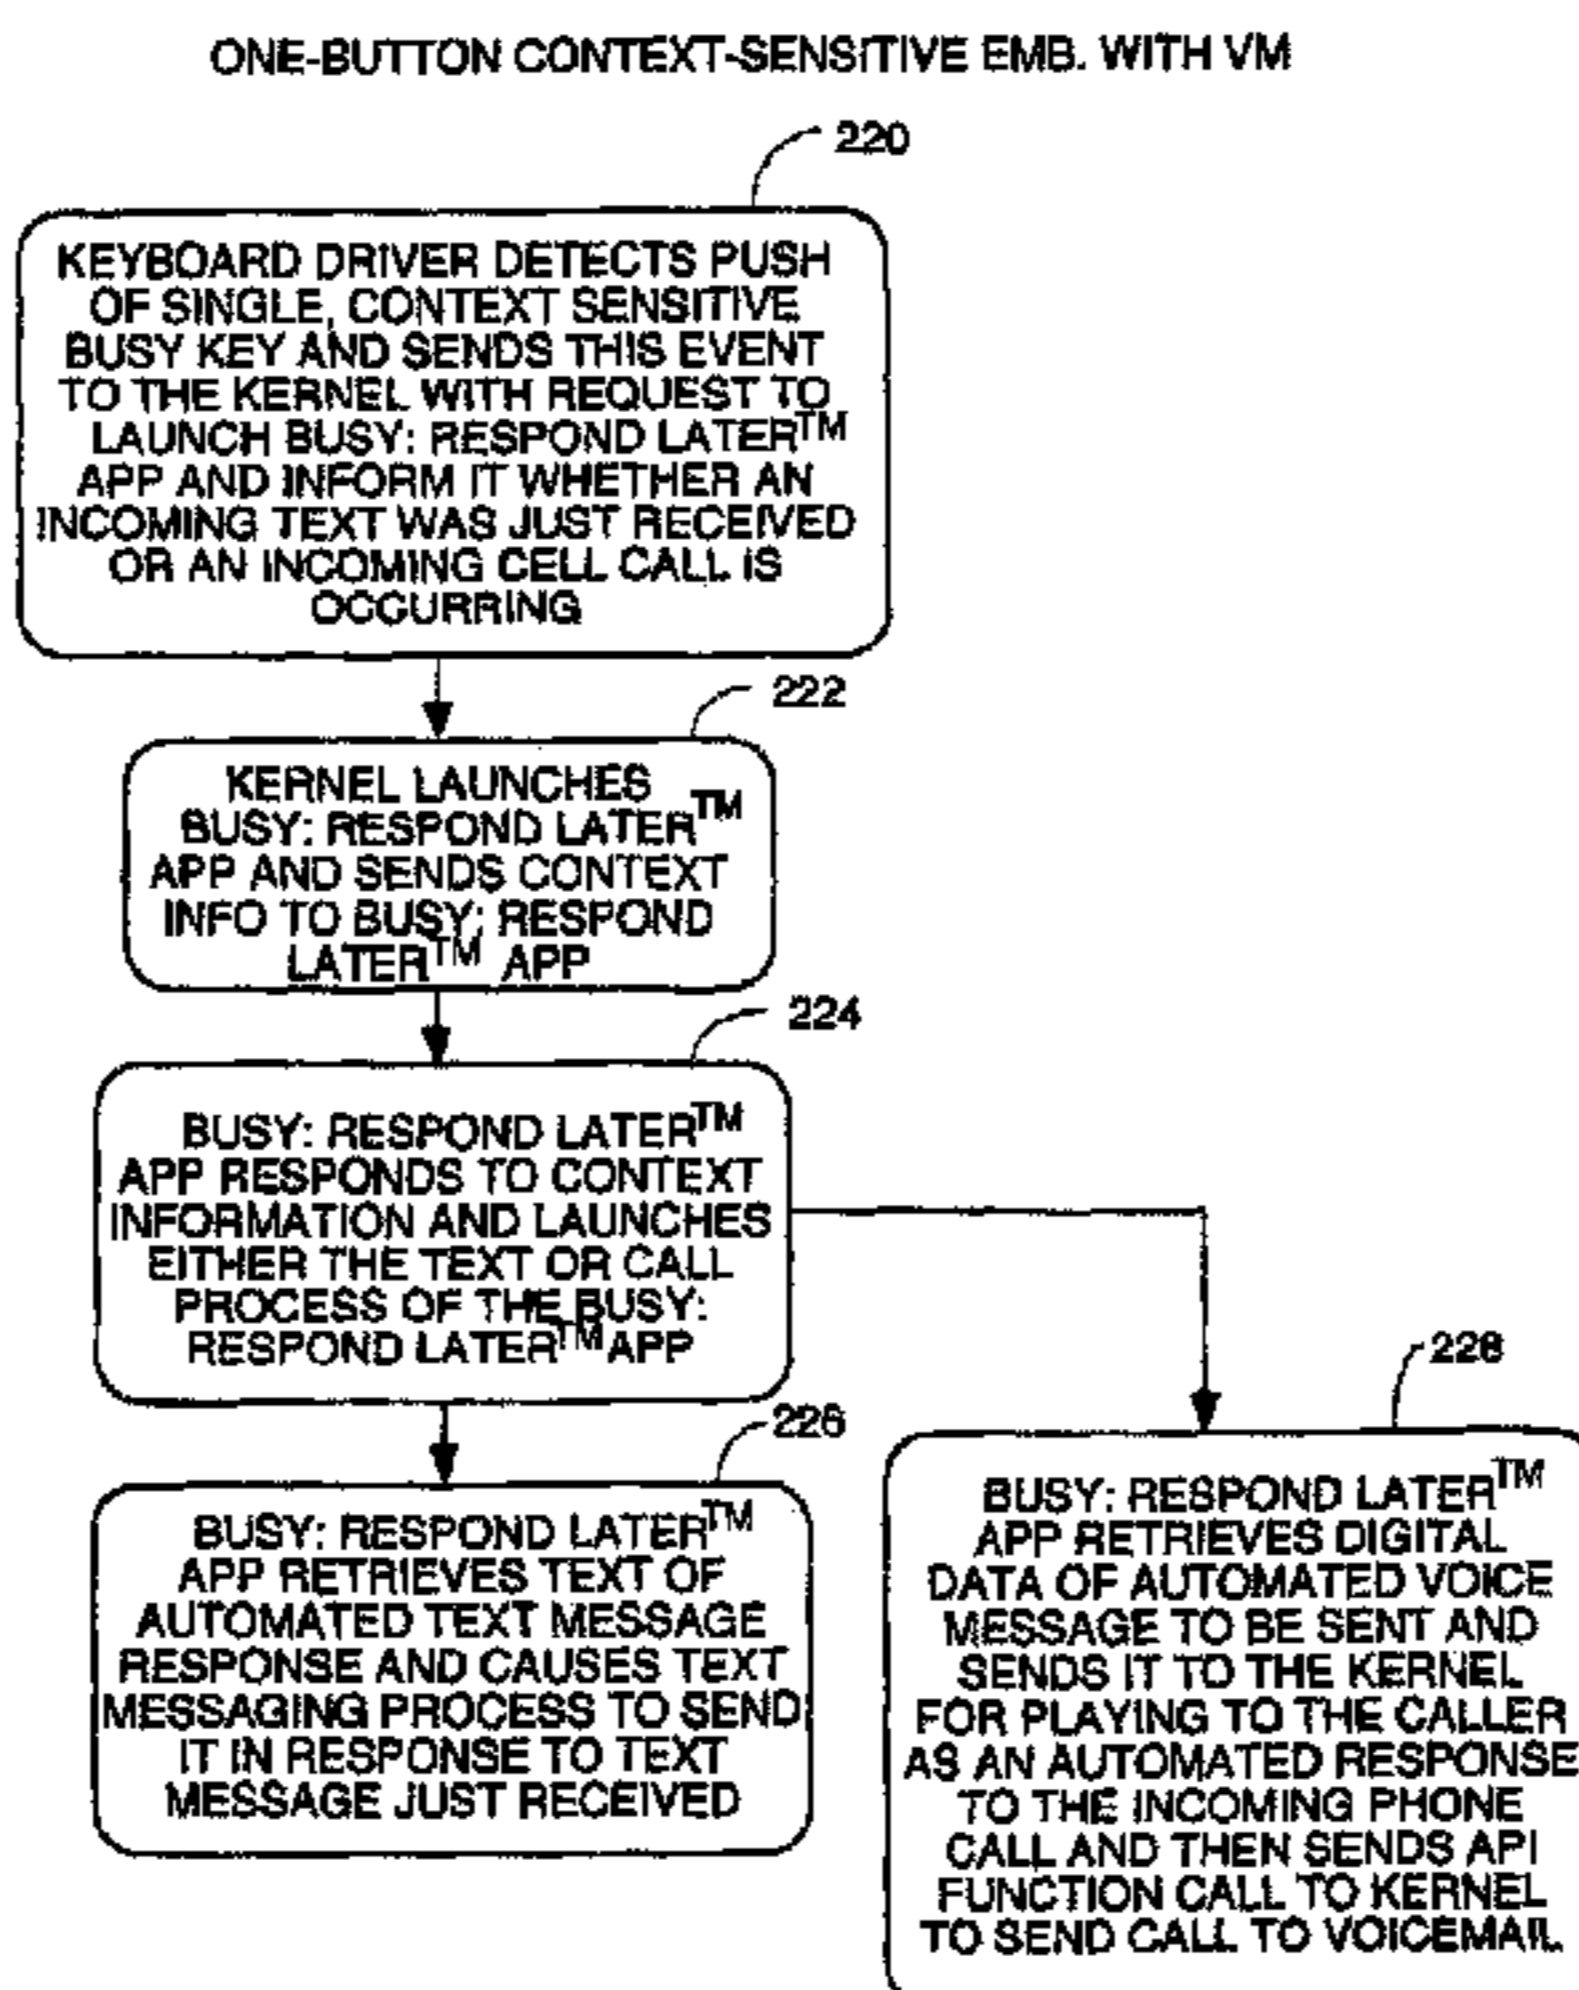 ONE-BUTTON CONTEXT-SENSITIVE EMB. WITH VM
220
KEYBOARD DRIVER DETECTS PUSH
OF SINGLE, CONTEXT SENSITIVE
BUSY KEY AND SENDS THIS EVENT
TO THE KERNEL WITH REQUEST TO
LAUNCH BUSY: RESPOND LATER™
APP AND INFORM IT WHETHER AN
INCOMING TEXT WAS JUST RECEIVED
OR AN INCOMING CELL CALL IS
OCCURRING
222
KERNEL LAUNCHES
BUSY: RESPOND LATER™
APP AND SENDS CONTEXT
INFO TO BUSY: RESPOND
LATER™ APP
224
BUSY: RESPOND LATER™
APP RESPONDS TO CONTEXT
INFORMATION AND LAUNCHES
EITHER THE TEXT OR CALL
PROCESS OF THE BUSY:
RESPOND LATER™ APP
226
BUSY: RESPOND LATER™
APP RETRIEVES TEXT OF
AUTOMATED TEXT MESSAGE
RESPONSE AND CAUSES TEXT
MESSAGING PROCESS TO SEND
IT IN RESPONSE TO TEXT
MESSAGE JUST RECEIVED
228
BUSY: RESPOND LATER™
APP RETRIEVES DIGITAL
DATA OF AUTOMATED VOICE
MESSAGE TO BE SENT AND
SENDS IT TO THE KERNEL
FOR PLAYING TO THE CALLER
AS AN AUTOMATED RESPONSE
TO THE INCOMING PHONE
CALL AND THEN SENDS API
FUNCTION CALL TO KERNEL
TO SEND CALL TO VOICEMAIL